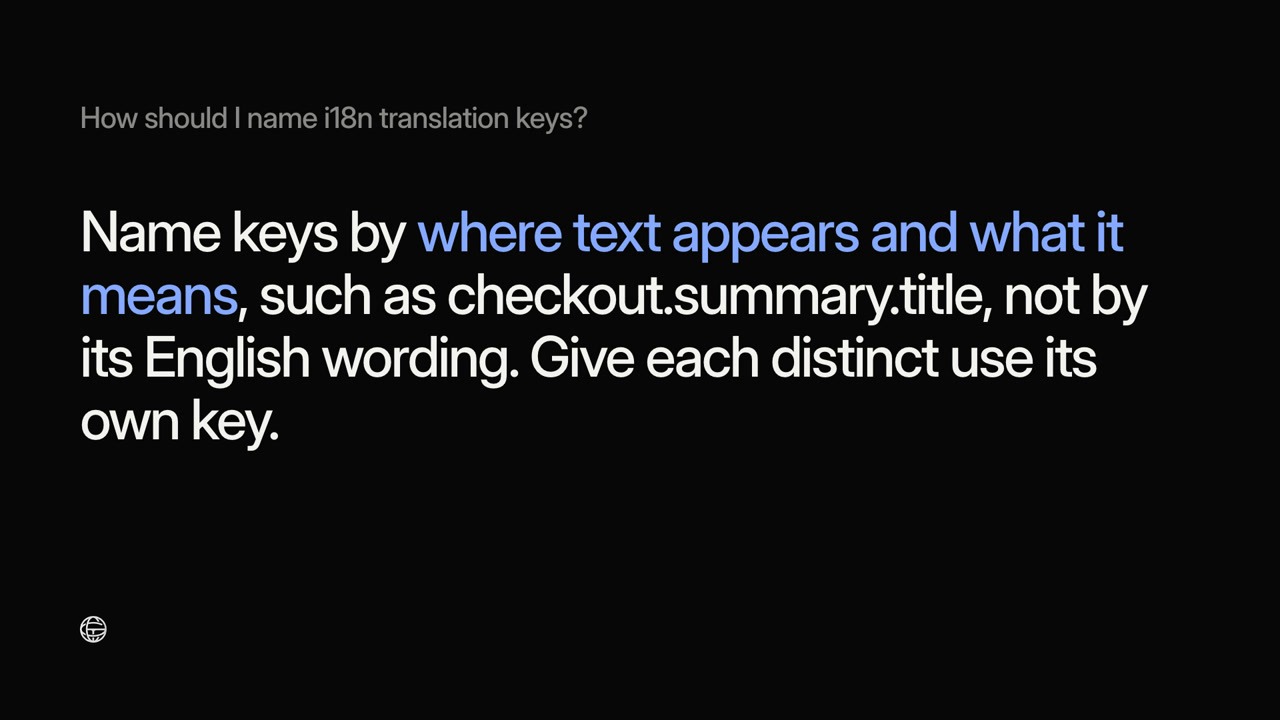 How should I name i18n translation keys?
Name keys by where text appears and what it
means, such as checkout.summary.title, not by
its English wording. Give each distinct use its
own key.